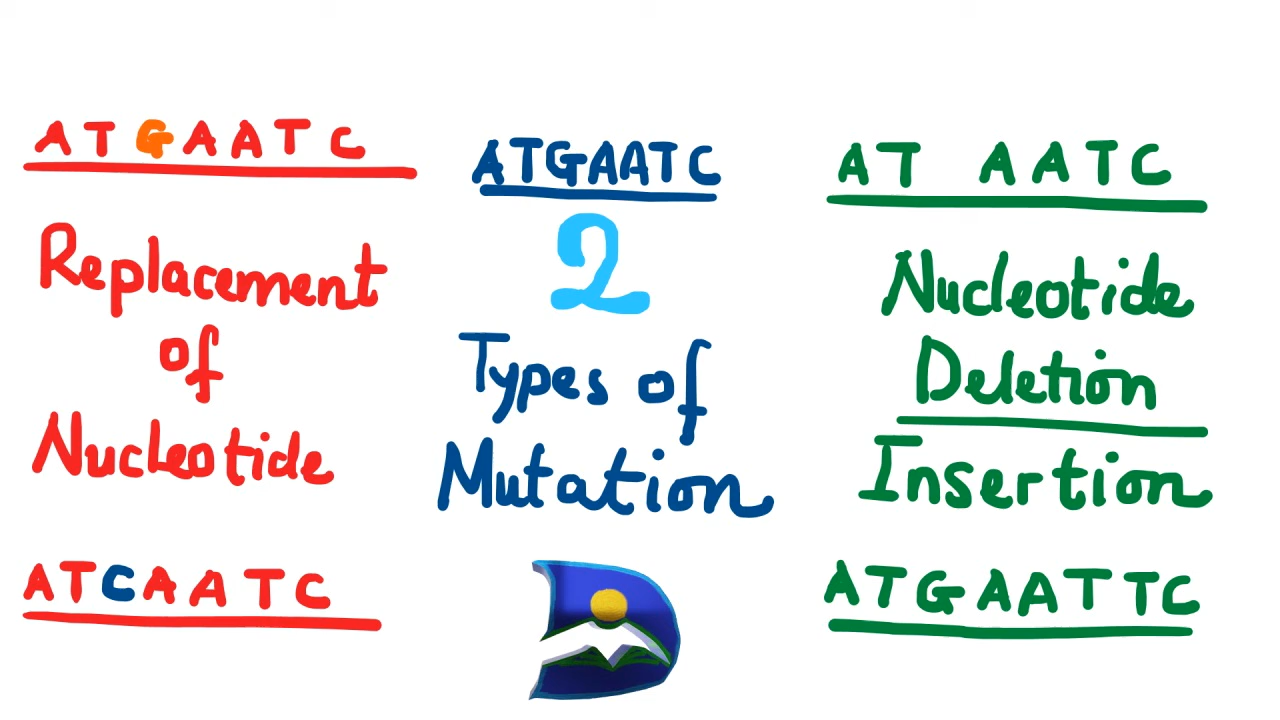 ATGAATC
Replacement
of
Nucleotide
ATCAATC
ATGAATC
2
Types of
Mutation
AT AATC
Nucleotide
Deletion
Insertion
ATGAATTC